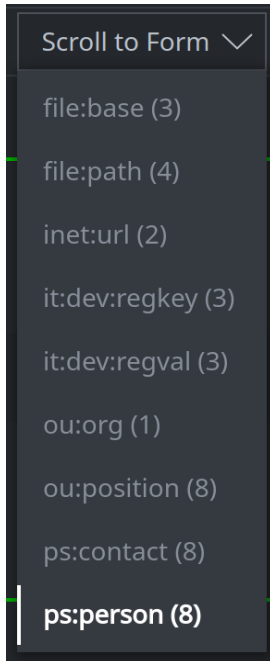 Scroll to Form
file:base (3)
file:path (4)
inet:url (2)
it:dev:regkey (3)
it:dev:regval (3)
ou:org (1)
ou:position (8)
ps:contact (8)
ps:person (8)